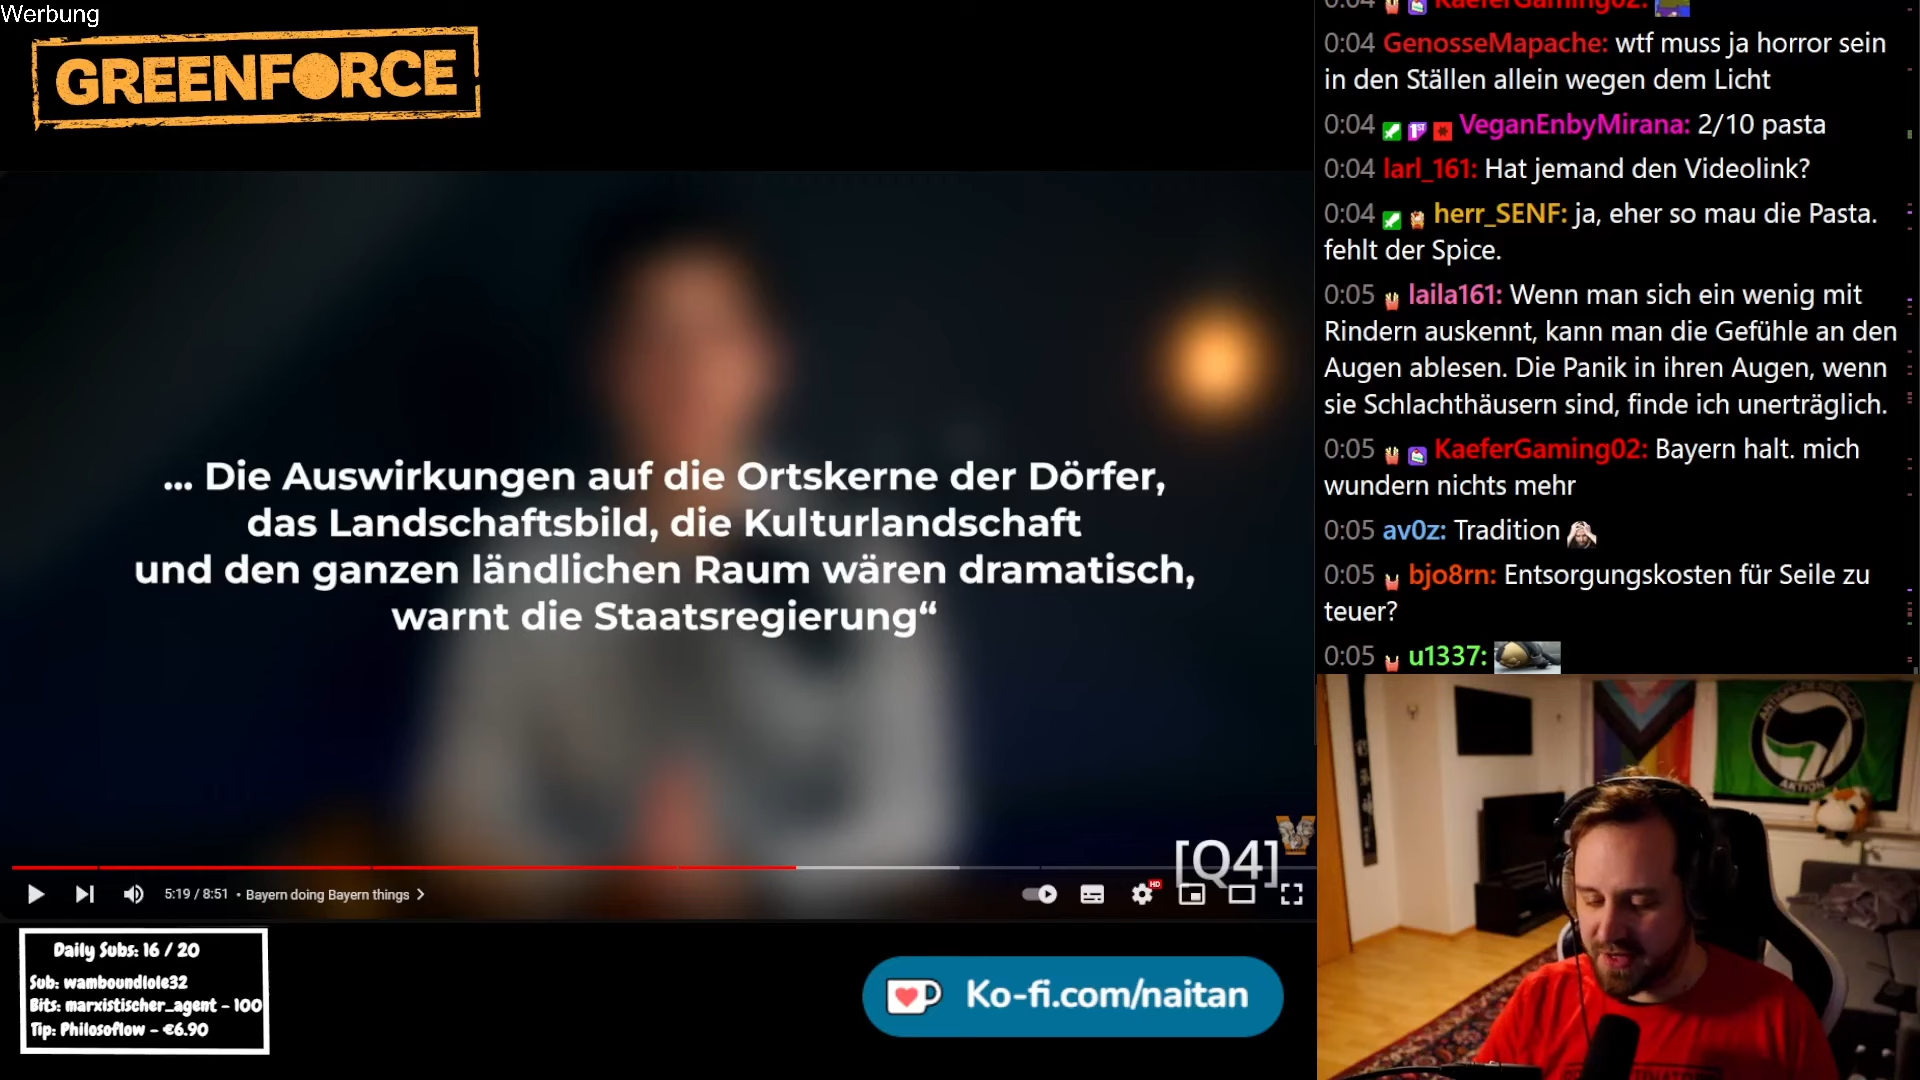 Werbung
GREENFORCE
... Die Auswirkungen auf die Ortskerne der Dörfer,
das Landschaftsbild, die Kulturlandschaft
und den ganzen ländlichen Raum wären dramatisch,
warnt die Staatsregierung“
[Q4]
5:19 / 8:51 • Bayern doing Bayern things
HD
Daily Subs: 16 / 20
Sub: wamboundlole32
Bits: marxistischer_agent - 100
Tip: Philosoflow - €6.90
Ko-fi.com/naitan
0:04 KaeferGaming02:
0:04 GenosseMapache: wtf muss ja horror sein
in den Ställen allein wegen dem Licht
0:04 VeganEnbyMirana: 2/10 pasta
0:04 larl_161: Hat jemand den Videolink?
0:04 herr_SENF: ja, eher so mau die Pasta.
fehlt der Spice.
0:05 laila161: Wenn man sich ein wenig mit
Rindern auskennt, kann man die Gefühle an den
Augen ablesen. Die Panik in ihren Augen, wenn
sie Schlachthäusern sind, finde ich unerträglich.
0:05 KaeferGaming02: Bayern halt. mich
wundern nichts mehr
0:05 av0z: Tradition
0:05 bjo8rn: Entsorgungskosten für Seile zu
teuer?
0:05 u1337:
AKTION